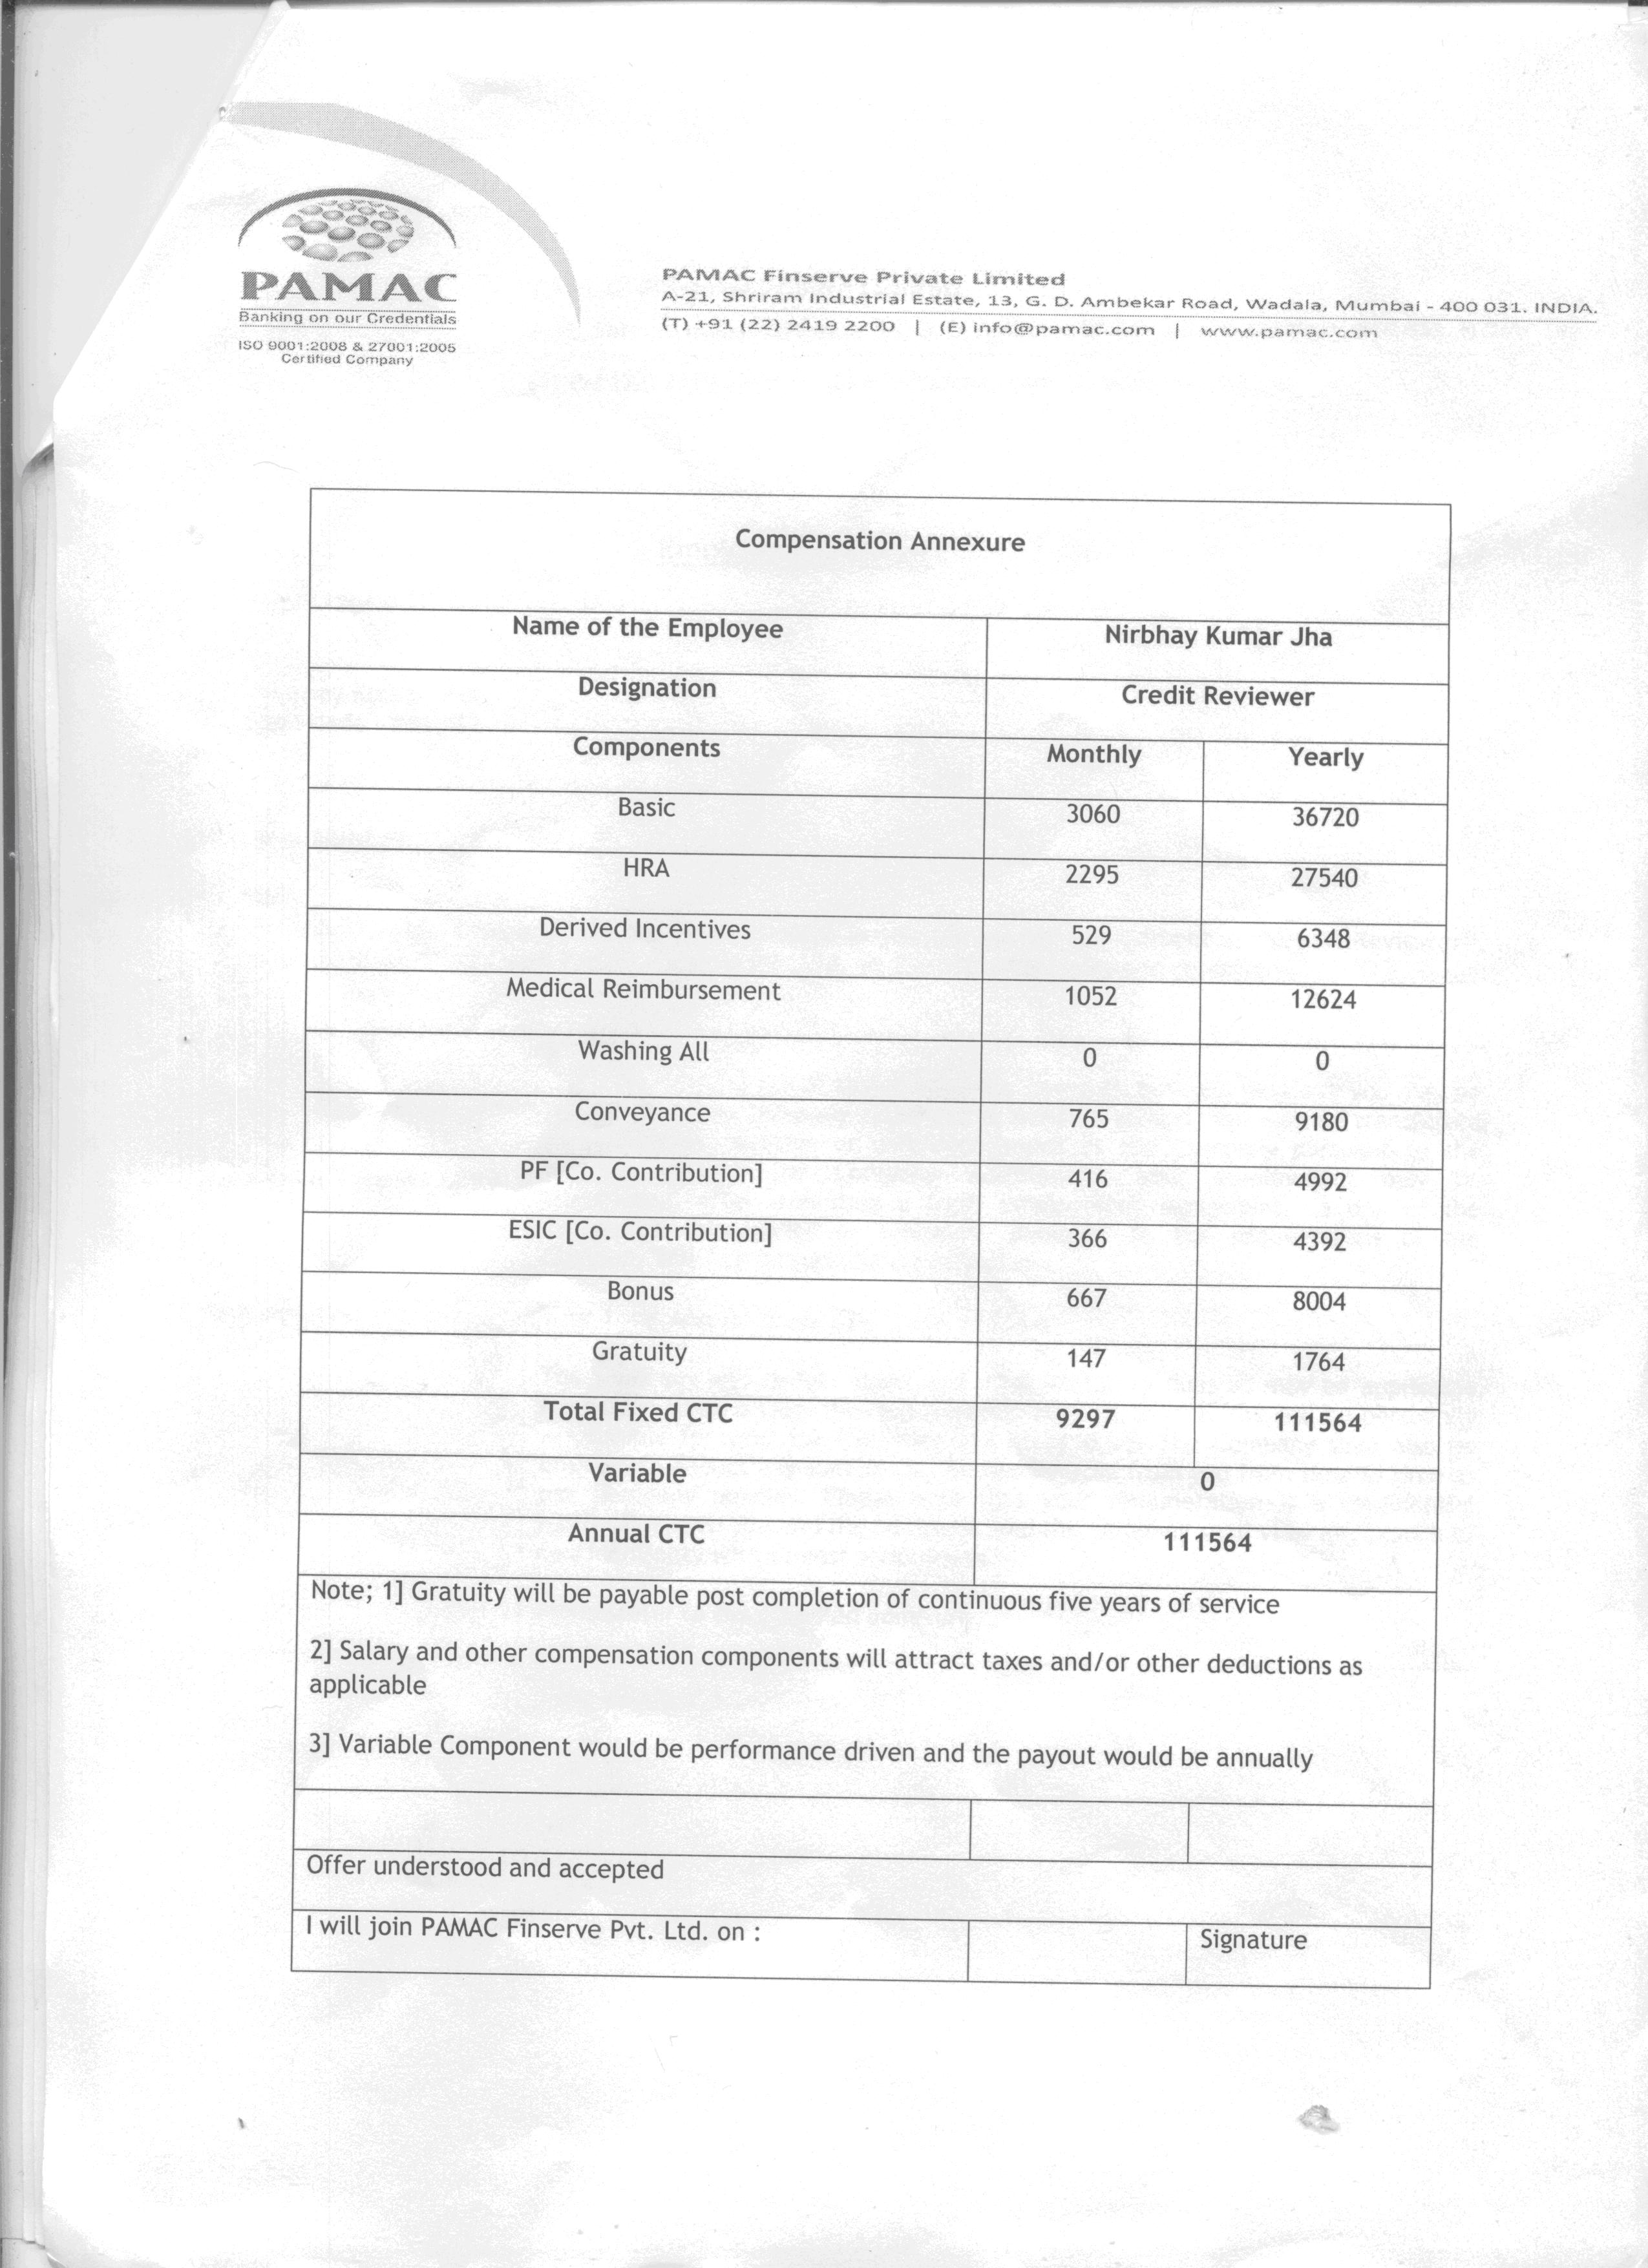 PAMAC
Banking on our Credentials
ISO 9001:2008 & 27001:2005
Certified Company
PAMAC Finserve Private Limited
A-21, Shriram Industrial Estate, 13, G. D. Ambekar Road, Wadala, Mumbai - 400 031. INDIA.
(T) +91 (22) 2419 2200 | (E) info@pamac.com | www.pamac.com
Compensation Annexure
Name of the Employee Nirbhay Kumar Jha
Designation Credit Reviewer
Components Monthly Yearly
Basic 3060 36720
HRA 2295 27540
Derived Incentives 529 6348
Medical Reimbursement 1052 12624
Washing All 0 0
Conveyance 765 9180
PF [Co. Contribution] 416 4992
ESIC [Co. Contribution] 366 4392
Bonus 667 8004
Gratuity 147 1764
Total Fixed CTC 9297 111564
Variable 0
Annual CTC 111564
Note; 1] Gratuity will be payable post completion of continuous five years of service
2] Salary and other compensation components will attract taxes and/or other deductions as
applicable
3] Variable Component would be performance driven and the payout would be annually
Offer understood and accepted
I will join PAMAC Finserve Pvt. Ltd. on : Signature